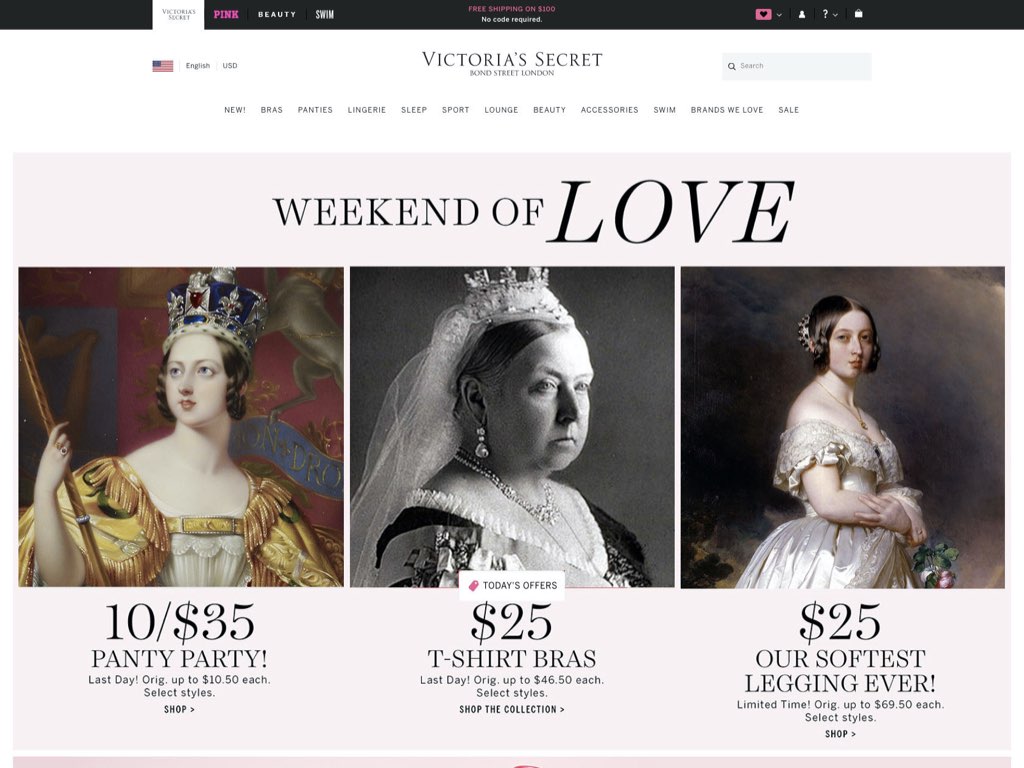 VICTORIA'S
SECRET
PINK
BEAUTY
SWIM
FREE SHIPPING ON $100
No code required.
?
English
USD
VICTORIA'S SECRET
BOND STREET LONDON
Search
NEW! BRAS PANTIES LINGERIE SLEEP SPORT LOUNGE BEAUTY ACCESSORIES SWIM BRANDS WE LOVE SALE
WEEKEND OF LOVE
ON DRO
TODAY'S OFFERS
10/$35
PANTY PARTY!
Last Day! Orig. up to $10.50 each.
Select styles.
SHOP >
$25
T-SHIRT BRAS
Last Day! Orig. up to $46.50 each.
Select styles.
SHOP THE COLLECTION >
$25
OUR SOFTEST
LEGGING EVER!
Limited Time! Orig. up to $69.50 each.
Select styles.
SHOP >